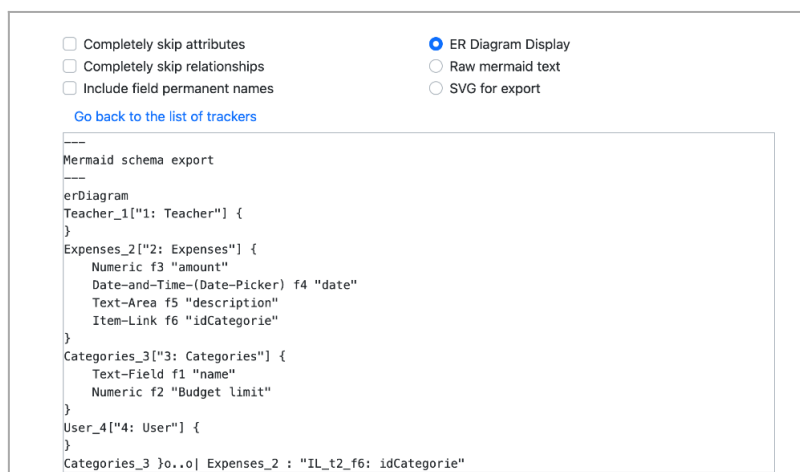 Completely skip attributes
Completely skip relationships
Include field permanent names
ER Diagram Display
Raw mermaid text
SVG for export
Go back to the list of trackers
---
Mermaid schema export
---
erDiagram
Teacher_1["1: Teacher"] {
}
Expenses_2["2: Expenses"] {
    Numeric f3 "amount"
    Date-and-Time-(Date-Picker) f4 "date"
    Text-Area f5 "description"
    Item-Link f6 "idCategorie"
}
Categories_3["3: Categories"] {
    Text-Field f1 "name"
    Numeric f2 "Budget limit"
}
User_4["4: User"] {
}
Categories_3 }o..o| Expenses_2 : "IL_t2_f6: idCategorie"